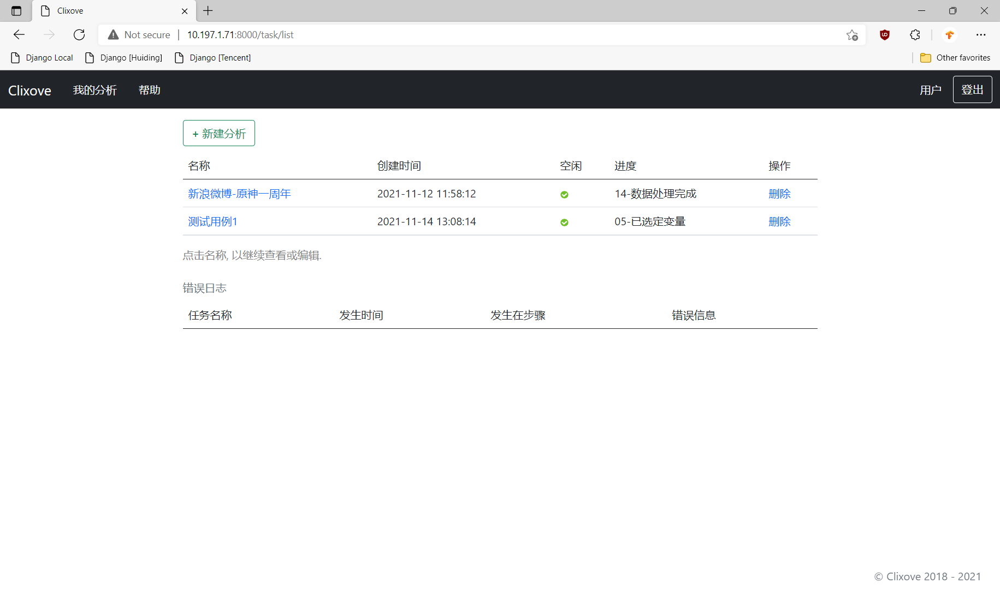 Clixove
Not secure 10.197.1.71:8000/task/list
Django Local Django [Huiding] Django [Tencent] Other favorites
Clixove 我的分析 帮助 用户 登出
+ 新建分析
名称 创建时间 空闲 进度 操作
新浪微博-原神一周年 2021-11-12 11:58:12 14-数据处理完成 删除
测试用例1 2021-11-14 13:08:14 05-已选定变量 删除
点击名称, 以继续查看或编辑.
错误日志
任务名称 发生时间 发生在步骤 错误信息
© Clixove 2018 - 2021